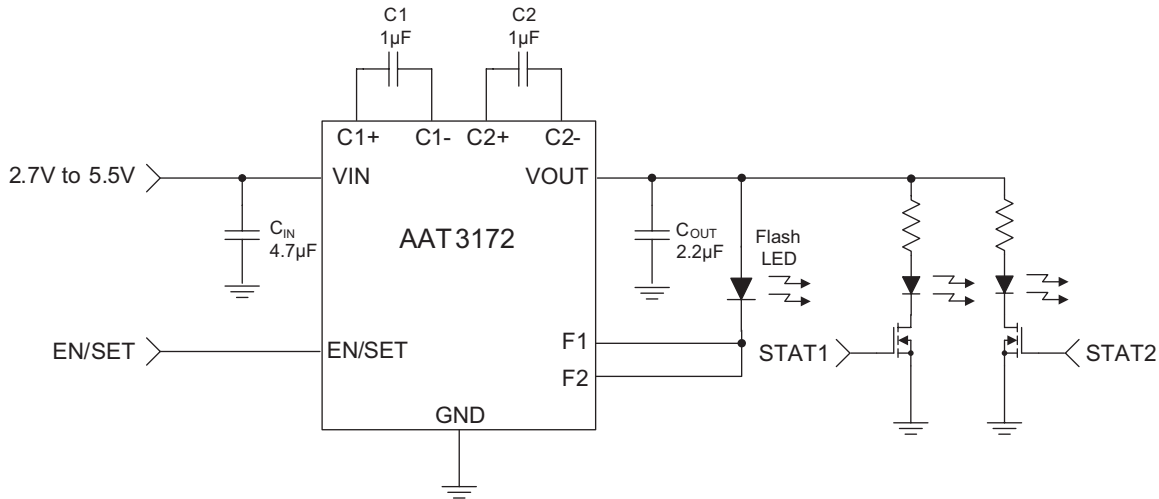 C1
1µF
C2
1µF
C1+
C1-
C2+
C2-
2.7V to 5.5V
VIN
VOUT
AAT3172
CIN
4.7µF
COUT
2.2µF
Flash
LED
EN/SET
EN/SET
F1
F2
STAT1
STAT2
GND